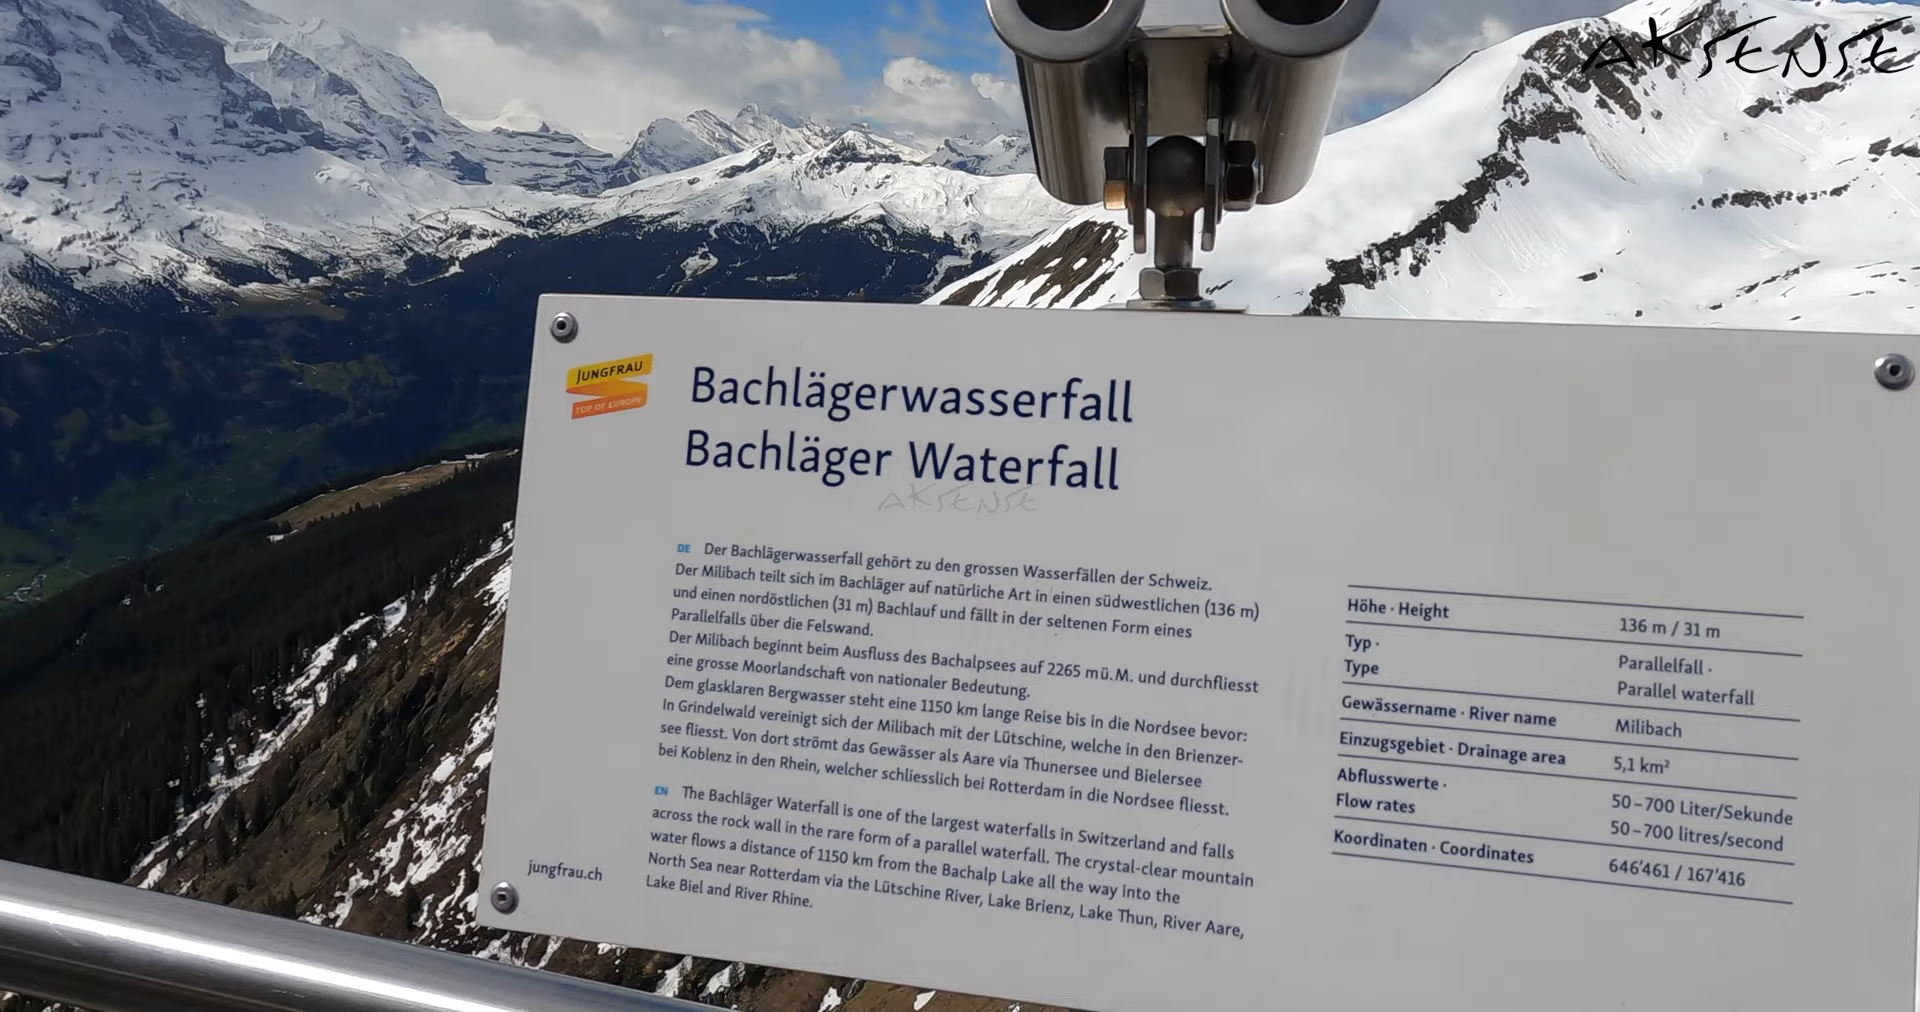 AKSENSE
JUNGFRAU
TOP OF EUROPE
Bachlägerwasserfall
Bachläger Waterfall
AKSENSE
DE Der Bachlägerwasserfall gehört zu den grossen Wasserfällen der Schweiz.
Der Milibach teilt sich im Bachläger auf natürliche Art in einen südwestlichen (136 m)
und einen nordöstlichen (31 m) Bachlauf und fällt in der seltenen Form eines
Parallelfalls über die Felswand.
Der Milibach beginnt beim Ausfluss des Bachalpsees auf 2265 mü.M. und durchfliesst
eine grosse Moorlandschaft von nationaler Bedeutung.
Dem glasklaren Bergwasser steht eine 1150 km lange Reise bis in die Nordsee bevor:
In Grindelwald vereinigt sich der Milibach mit der Lütschine, welche in den Brienzer-
see fliesst. Von dort strömt das Gewässer als Aare via Thunersee und Bielersee
bei Koblenz in den Rhein, welcher schliesslich bei Rotterdam in die Nordsee fliesst.
EN The Bachläger Waterfall is one of the largest waterfalls in Switzerland and falls
across the rock wall in the rare form of a parallel waterfall. The crystal-clear mountain
water flows a distance of 1150 km from the Bachalp Lake all the way into the
North Sea near Rotterdam via the Lütschine River, Lake Brienz, Lake Thun, River Aare,
Lake Biel and River Rhine.
jungfrau.ch
Höhe · Height 136 m / 31 m
Typ · Parallelfall ·
Type Parallel waterfall
Gewässername · River name Milibach
Einzugsgebiet · Drainage area 5,1 km²
Abflusswerte · 50–700 Liter/Sekunde
Flow rates 50–700 litres/second
Koordinaten · Coordinates 646'461 / 167'416